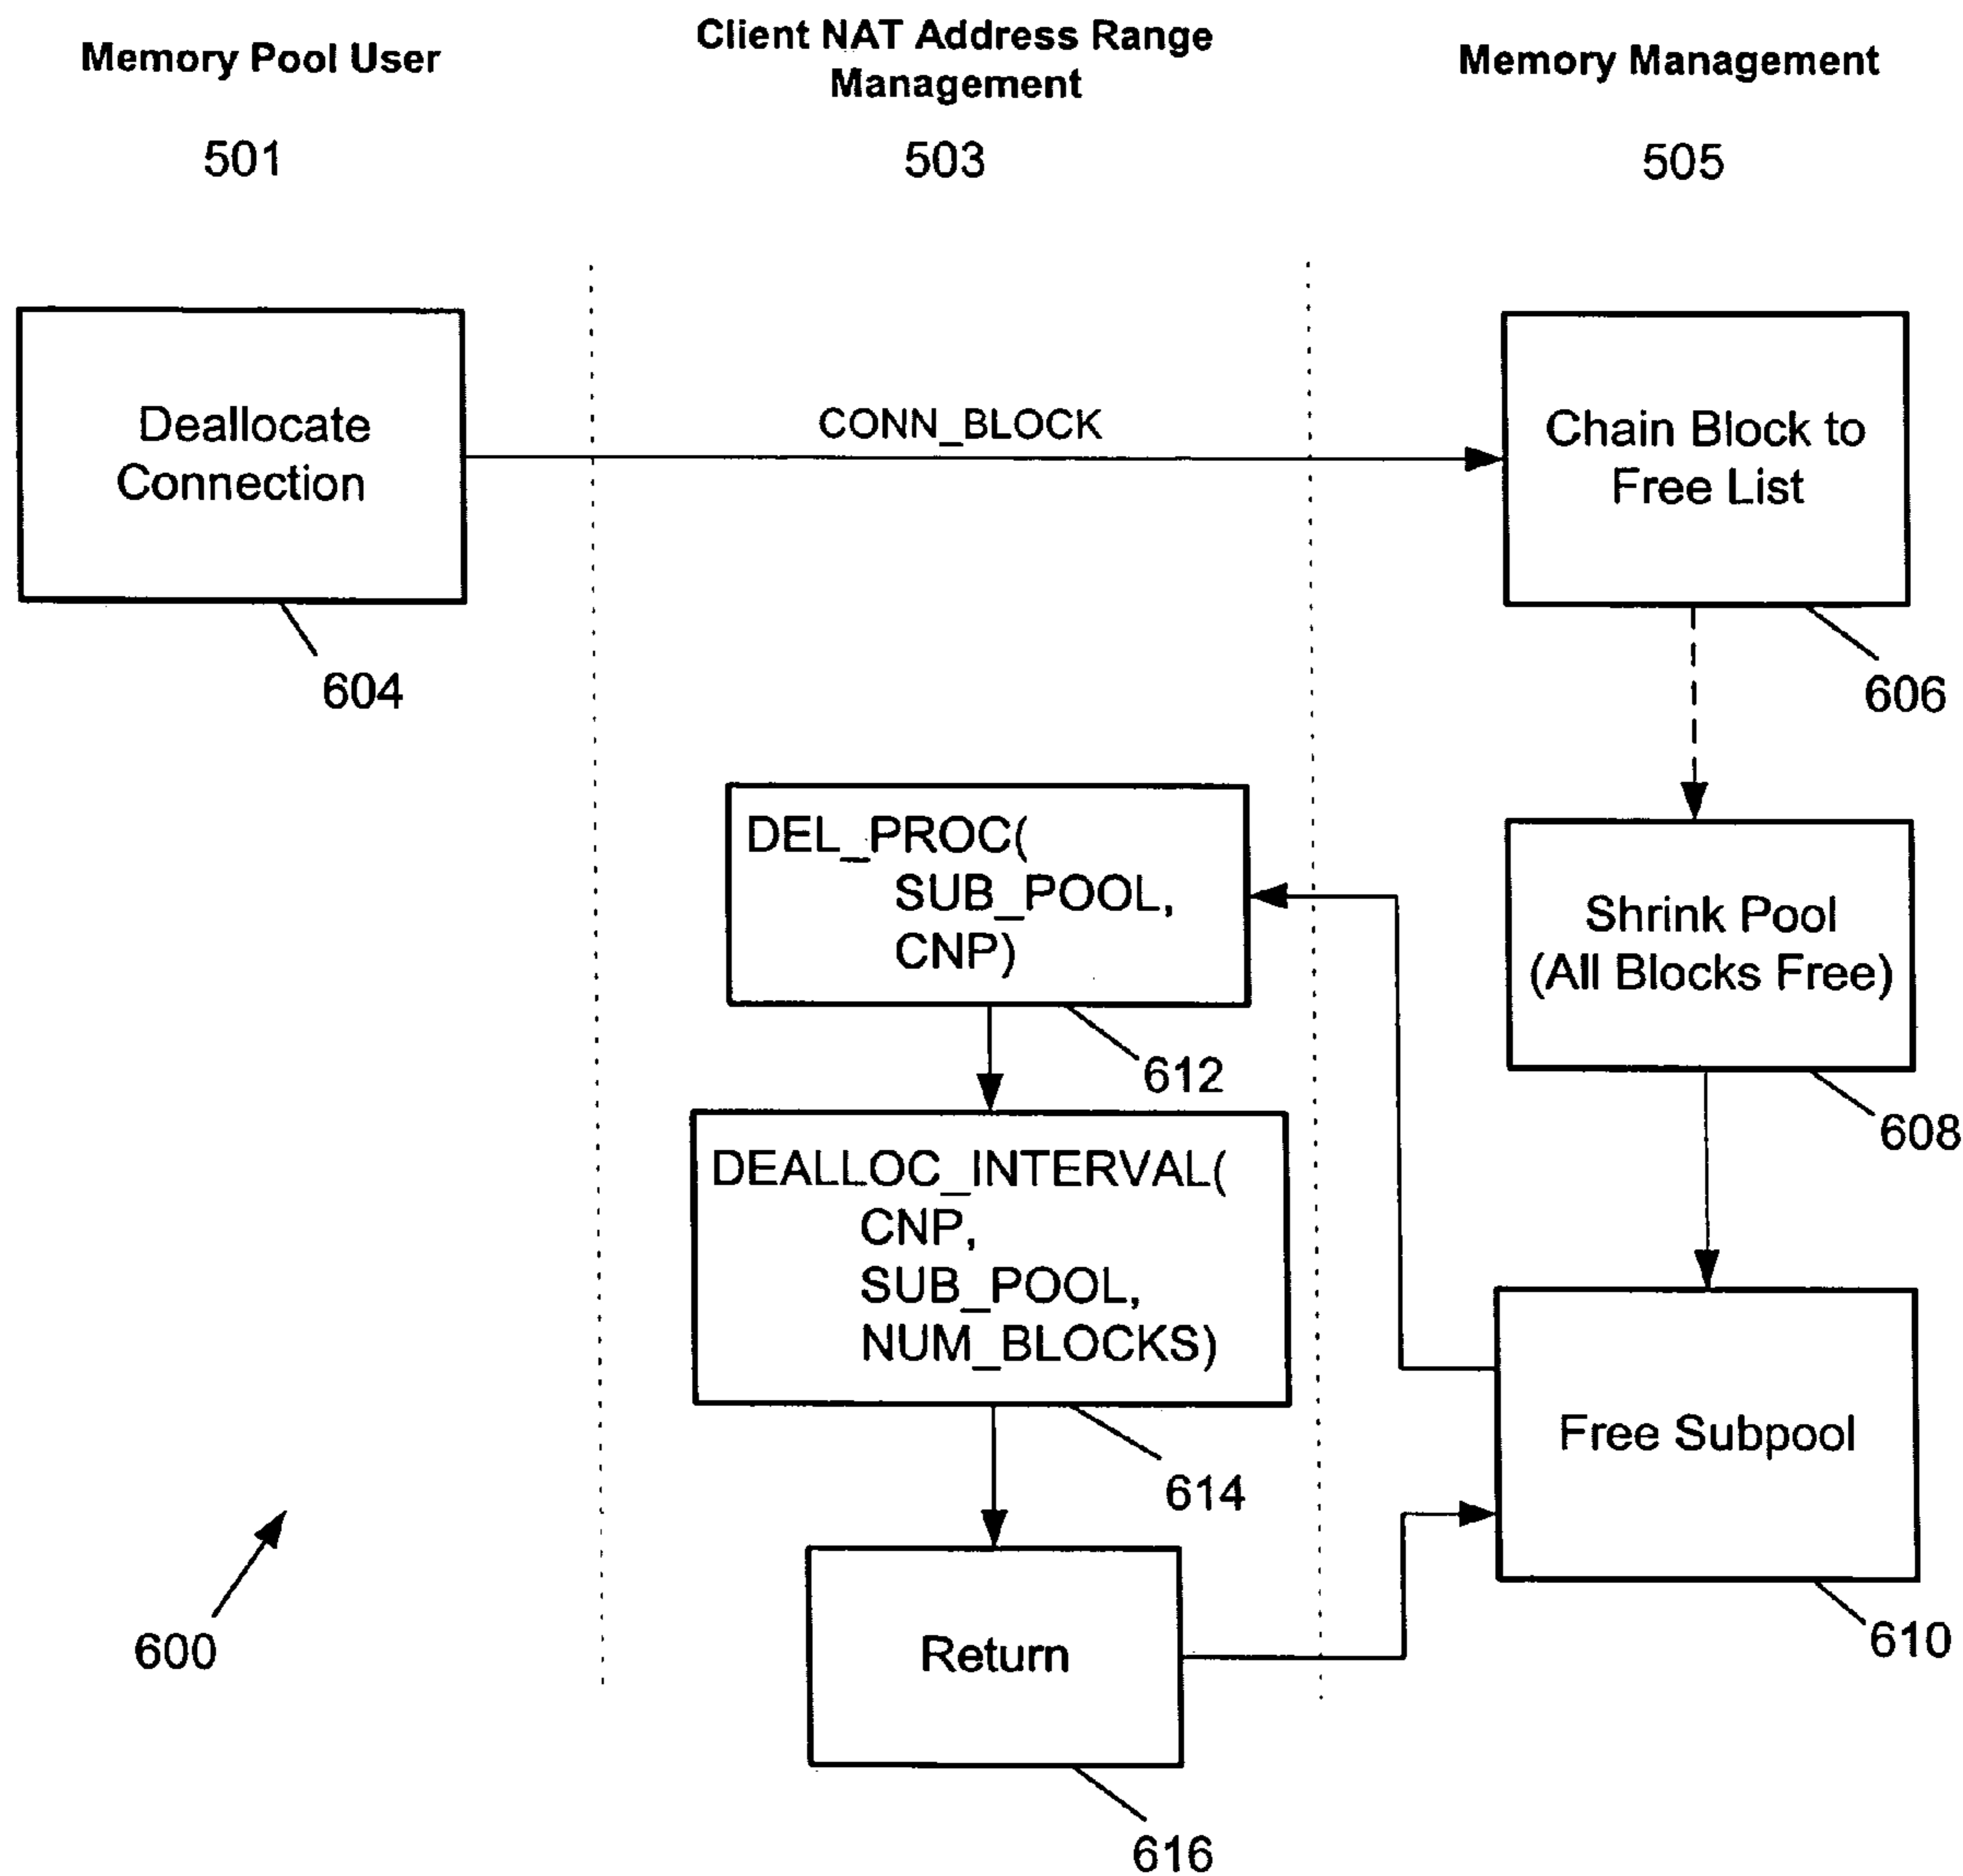 Memory Pool User
Client NAT Address Range
Management
Memory Management
501
503
505
Deallocate
Connection
604
CONN_BLOCK
Chain Block to
Free List
606
DEL_PROC(
SUB_POOL,
CNP)
612
Shrink Pool
(All Blocks Free)
608
DEALLOC_INTERVAL(
CNP,
SUB_POOL,
NUM_BLOCKS)
614
Free Subpool
610
Return
616
600